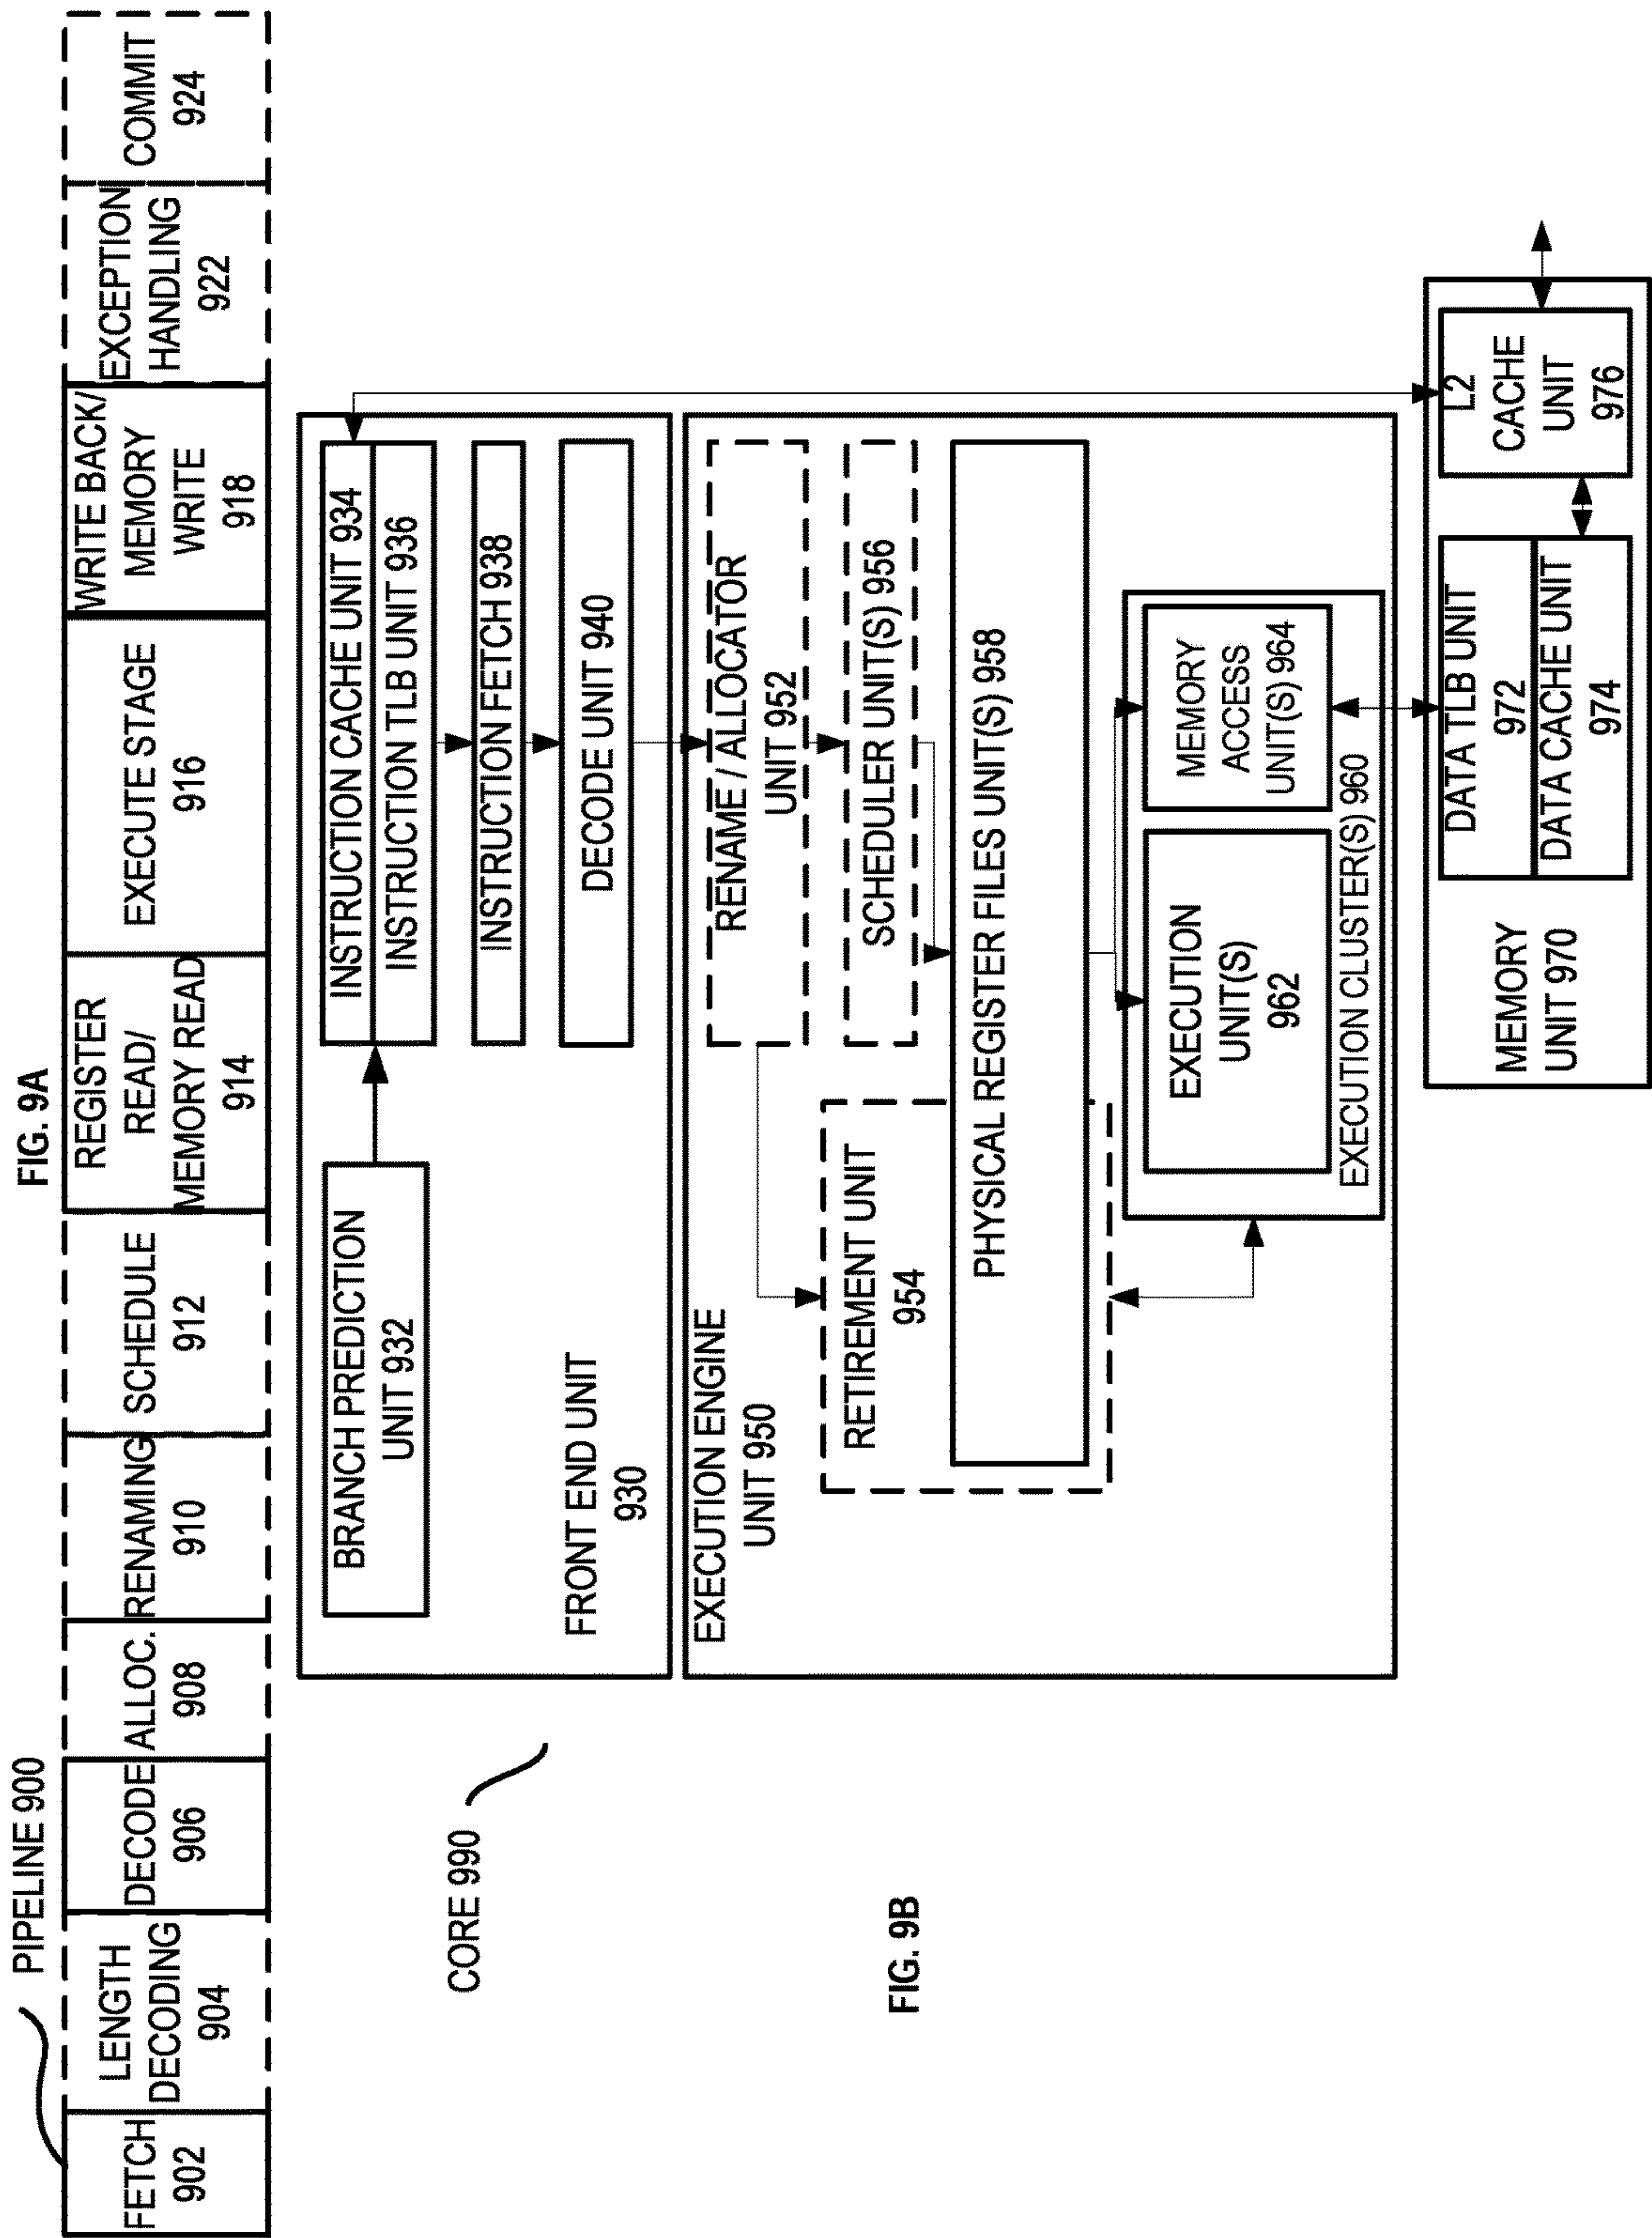 FIG. 9A
PIPELINE 900
FETCH
902
LENGTH
DECODING
904
DECODE
906
ALLOC.
908
RENAMING
910
SCHEDULE
912
REGISTER
READ/
MEMORY READ
914
EXECUTE STAGE
916
WRITE BACK/
MEMORY
WRITE
918
EXCEPTION
HANDLING
922
COMMIT
924
CORE 990
BRANCH PREDICTION
UNIT 932
INSTRUCTION CACHE UNIT 934
INSTRUCTION TLB UNIT 936
INSTRUCTION FETCH 938
DECODE UNIT 940
FRONT END UNIT
930
EXECUTION ENGINE
UNIT 950
RENAME / ALLOCATOR
UNIT 952
RETIREMENT UNIT
954
SCHEDULER UNIT(S) 956
PHYSICAL REGISTER FILES UNIT(S) 958
EXECUTION
UNIT(S)
962
MEMORY
ACCESS
UNIT(S) 964
EXECUTION CLUSTER(S) 960
MEMORY
UNIT 970
DATA TLB UNIT
972
DATA CACHE UNIT
974
L2
CACHE
UNIT
976
FIG. 9B